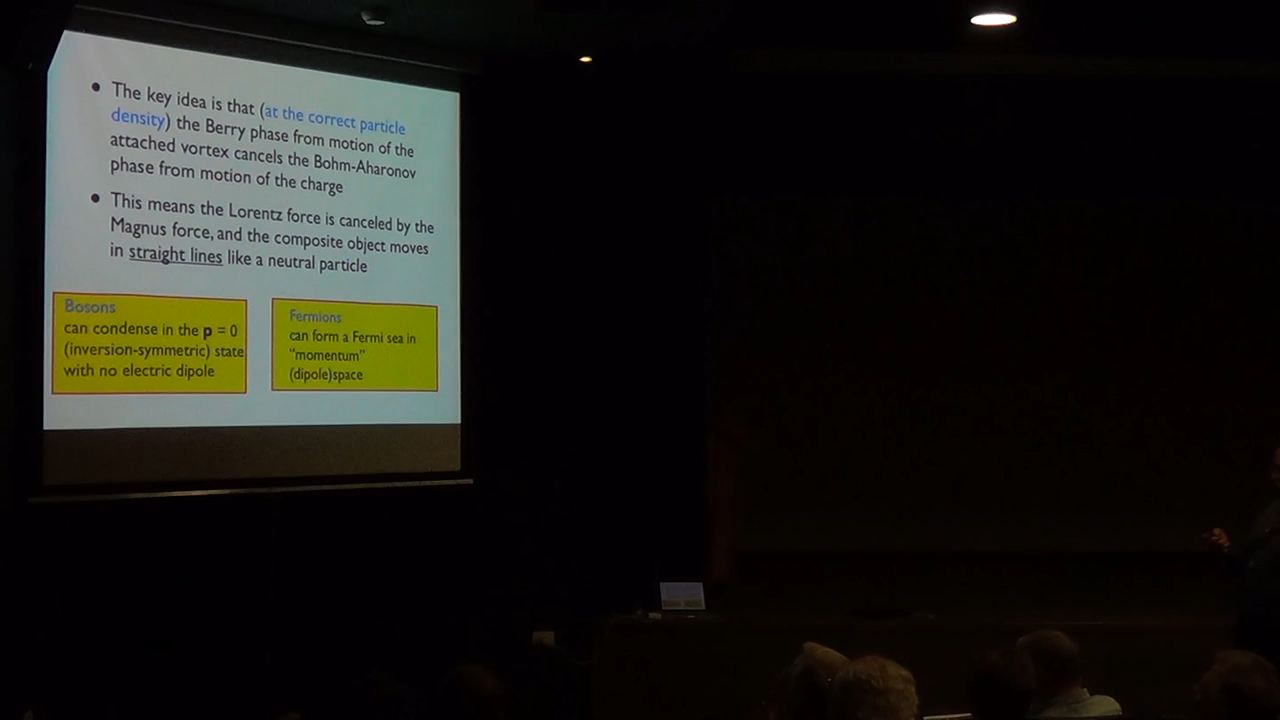 • The key idea is that (at the correct particle
density) the Berry phase from motion of the
attached vortex cancels the Bohm-Aharonov
phase from motion of the charge
• This means the Lorentz force is canceled by the
Magnus force, and the composite object moves
in straight lines like a neutral particle
Bosons
can condense in the p = 0
(inversion-symmetric) state
with no electric dipole
Fermions
can form a Fermi sea in
"momentum"
(dipole)space